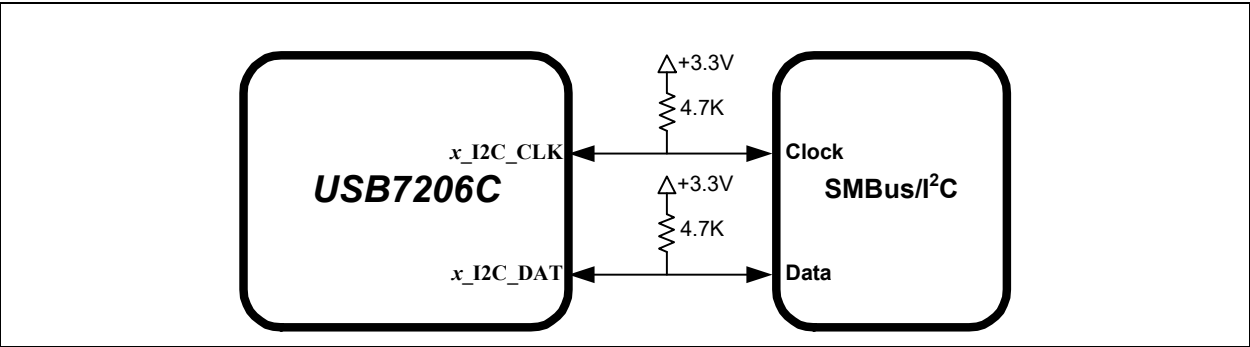 +3.3V
4.7K
x_I2C_CLK
Clock
USB7206C
+3.3V
SMBus/I²C
4.7K
x_I2C_DAT
Data